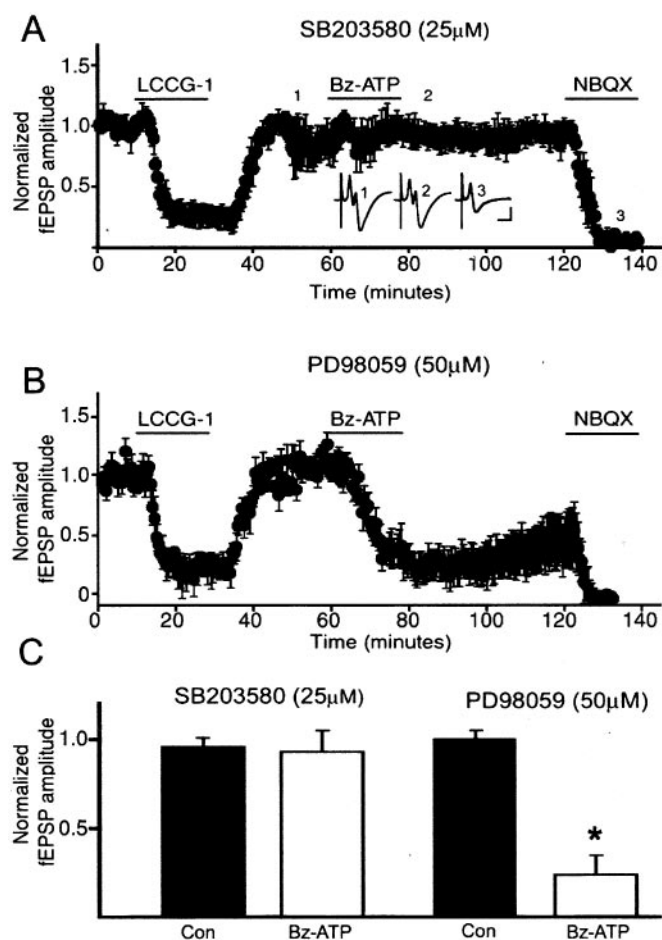 A
SB203580 (25μM)
Normalized
fEPSP amplitude
1.5
1.0
0.5
LCCG-1
1
Bz-ATP
2
NBQX
1
2
3
3
0
20
40
60
80
100
120
140
Time (minutes)
B
PD98059 (50μM)
Normalized
fEPSP amplitude
1.5
1.0
0.5
0
LCCG-1
Bz-ATP
NBQX
0
20
40
60
80
100
120
140
Time (minutes)
C
SB203580 (25μM)
PD98059 (50μM)
Normalized
fEPSP amplitude
1.0
0.5
*
Con
Bz-ATP
Con
Bz-ATP